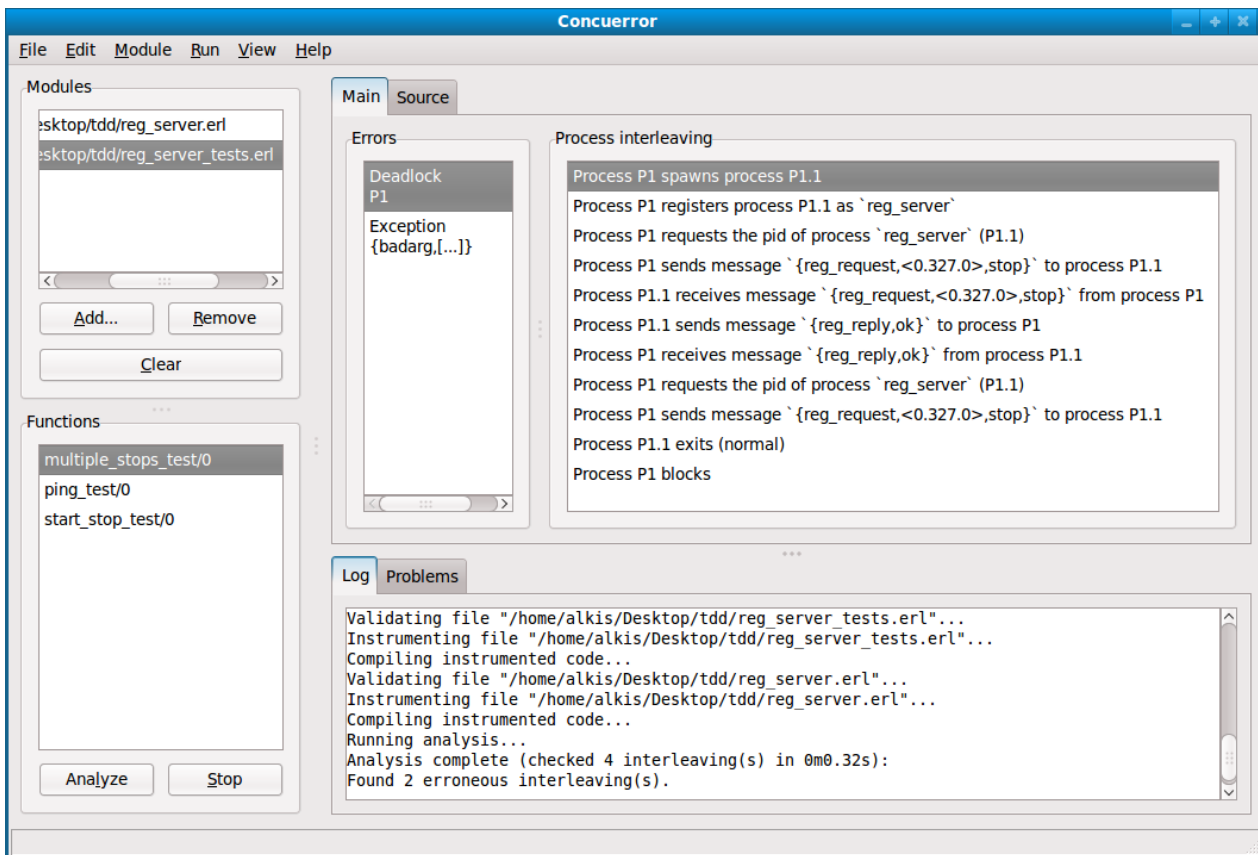 Concuerror
File Edit Module Run View Help
Modules
esktop/tdd/reg_server.erl
esktop/tdd/reg_server_tests.erl
Add... Remove
Clear
Functions
multiple_stops_test/0
ping_test/0
start_stop_test/0
Analyze Stop
Main Source
Errors
Deadlock
P1
Exception
{badarg,[...]}
Process interleaving
Process P1 spawns process P1.1
Process P1 registers process P1.1 as `reg_server`
Process P1 requests the pid of process `reg_server` (P1.1)
Process P1 sends message `{reg_request,<0.327.0>,stop}` to process P1.1
Process P1.1 receives message `{reg_request,<0.327.0>,stop}` from process P1
Process P1.1 sends message `{reg_reply,ok}` to process P1
Process P1 receives message `{reg_reply,ok}` from process P1.1
Process P1 requests the pid of process `reg_server` (P1.1)
Process P1 sends message `{reg_request,<0.327.0>,stop}` to process P1.1
Process P1.1 exits (normal)
Process P1 blocks
Log Problems
Validating file "/home/alkis/Desktop/tdd/reg_server_tests.erl"...
Instrumenting file "/home/alkis/Desktop/tdd/reg_server_tests.erl"...
Compiling instrumented code...
Validating file "/home/alkis/Desktop/tdd/reg_server.erl"...
Instrumenting file "/home/alkis/Desktop/tdd/reg_server.erl"...
Compiling instrumented code...
Running analysis...
Analysis complete (checked 4 interleaving(s) in 0m0.32s):
Found 2 erroneous interleaving(s).